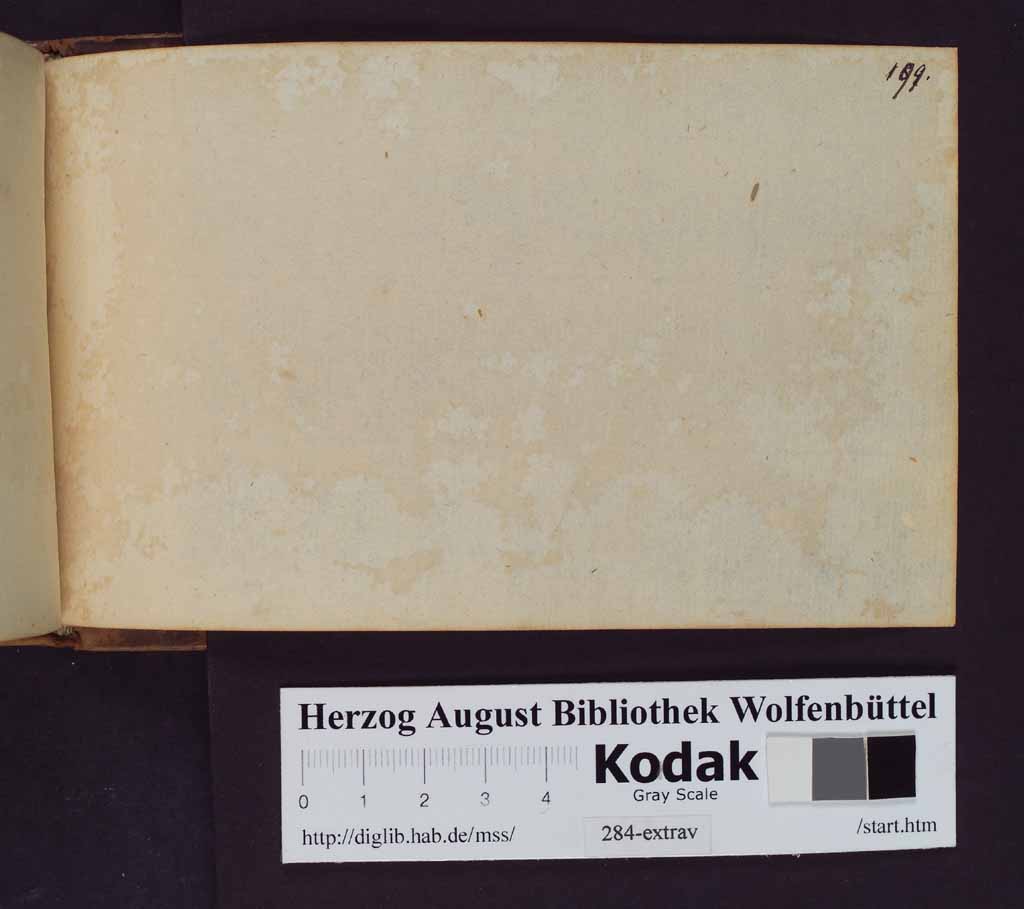 199.
Herzog August Bibliothek Wolfenbüttel
Kodak
Gray Scale
0 1 2 3 4
http://diglib.hab.de/mss/
284-extrav
/start.htm